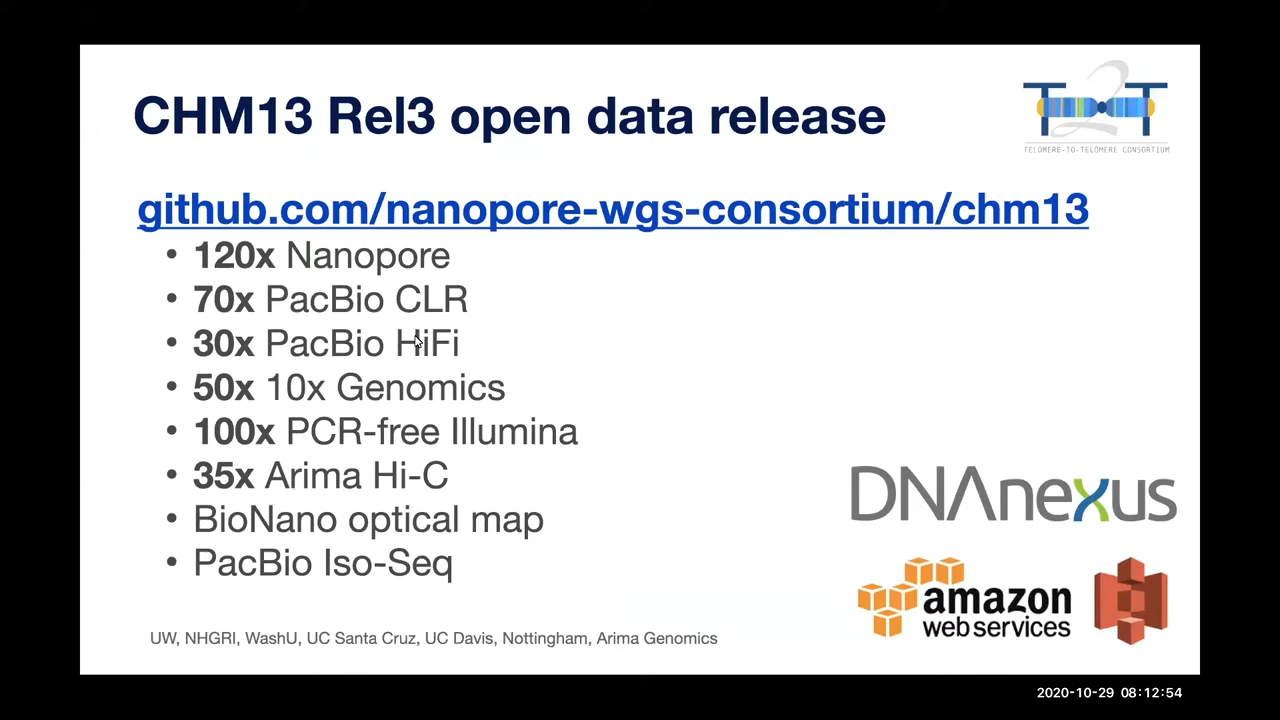 CHM13 Rel3 open data release
T2T
TELOMERE-TO-TELOMERE CONSORTIUM
github.com/nanopore-wgs-consortium/chm13
• 120x Nanopore
• 70x PacBio CLR
• 30x PacBio HiFi
• 50x 10x Genomics
• 100x PCR-free Illumina
• 35x Arima Hi-C
• BioNano optical map
• PacBio Iso-Seq
DNAnexus
amazon
web services
UW, NHGRI, WashU, UC Santa Cruz, UC Davis, Nottingham, Arima Genomics
2020-10-29 08:12:54